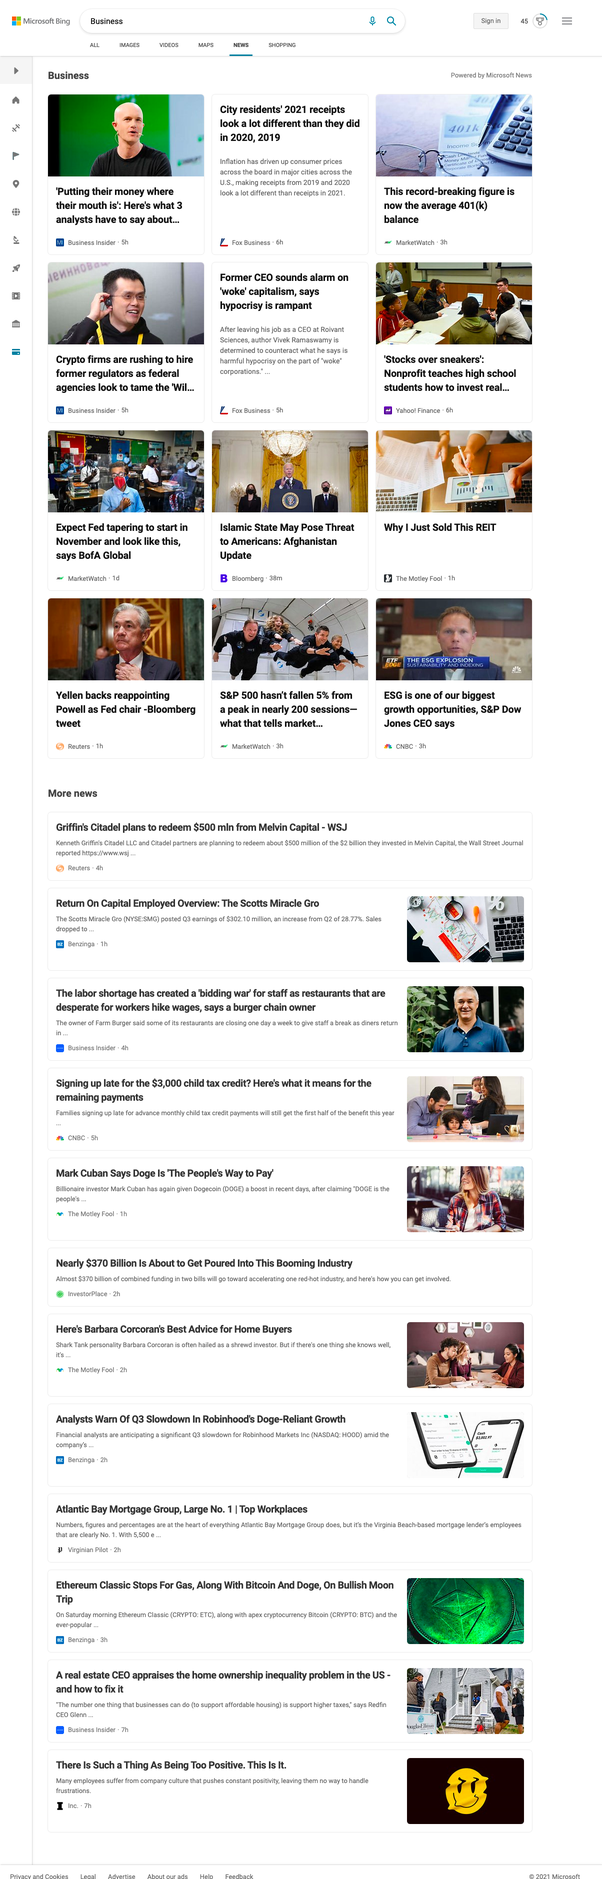 Microsoft Bing
Business
Sign in
45
ALL
IMAGES
VIDEOS
MAPS
NEWS
SHOPPING
Business
Powered by Microsoft News
'Putting their money where
their mouth is': Here's what 3
analysts have to say about...
Business Insider · 5h
City residents' 2021 receipts
look a lot different than they did
in 2020, 2019
Inflation has driven up consumer prices
across the board in major cities across the
U.S., making receipts from 2019 and 2020
look a lot different than receipts in 2021.
Fox Business · 6h
401k
This record-breaking figure is
now the average 401(k)
balance
MarketWatch · 3h
Crypto firms are rushing to hire
former regulators as federal
agencies look to tame the 'Wil...
Business Insider · 5h
Former CEO sounds alarm on
'woke' capitalism, says
hypocrisy is rampant
After leaving his job as a CEO at Roivant
Sciences, author Vivek Ramaswamy is
determined to counteract what he says is
harmful hypocrisy on the part of "woke"
corporations." ...
Fox Business · 5h
'Stocks over sneakers':
Nonprofit teaches high school
students how to invest real...
Yahoo! Finance · 6h
Expect Fed tapering to start in
November and look like this,
says BofA Global
MarketWatch · 1d
Islamic State May Pose Threat
to Americans: Afghanistan
Update
Bloomberg · 38m
Why I Just Sold This REIT
The Motley Fool · 1h
Yellen backs reappointing
Powell as Fed chair -Bloomberg
tweet
Reuters · 1h
S&P 500 hasn't fallen 5% from
a peak in nearly 200 sessions—
what that tells market...
MarketWatch · 3h
ETF EDGE
THE ESG EXPLOSION
SUSTAINABILITY AND INDEXING
ESG is one of our biggest
growth opportunities, S&P Dow
Jones CEO says
CNBC · 3h
More news
Griffin's Citadel plans to redeem $500 mln from Melvin Capital - WSJ
Kenneth Griffin's Citadel LLC and Citadel partners are planning to redeem about $500 million of the $2 billion they invested in Melvin Capital, the Wall Street Journal
reported https://www.wsj ...
Reuters · 4h
Return On Capital Employed Overview: The Scotts Miracle Gro
The Scotts Miracle Gro (NYSE:SMG) posted Q3 earnings of $302.10 million, an increase from Q2 of 28.77%. Sales
dropped to ...
Benzinga · 1h
The labor shortage has created a 'bidding war' for staff as restaurants that are
desperate for workers hike wages, says a burger chain owner
The owner of Farm Burger said some of its restaurants are closing one day a week to give staff a break as diners return
in ...
Business Insider · 4h
Signing up late for the $3,000 child tax credit? Here's what it means for the
remaining payments
Families signing up late for advance monthly child tax credit payments will still get the first half of the benefit this year
...
CNBC · 5h
Mark Cuban Says Doge Is 'The People's Way to Pay'
Billionaire investor Mark Cuban has again given Dogecoin (DOGE) a boost in recent days, after claiming "DOGE is the
people's ...
The Motley Fool · 1h
Nearly $370 Billion Is About to Get Poured Into This Booming Industry
Almost $370 billion of combined funding in two bills will go toward accelerating one red-hot industry, and here's how you can get involved.
InvestorPlace · 2h
Here's Barbara Corcoran's Best Advice for Home Buyers
Shark Tank personality Barbara Corcoran is often hailed as a shrewd investor. But if there's one thing she knows well,
it's ...
The Motley Fool · 2h
Analysts Warn Of Q3 Slowdown In Robinhood's Doge-Reliant Growth
Financial analysts are anticipating a significant Q3 slowdown for Robinhood Markets Inc (NASDAQ: HOOD) amid the
company's ...
Benzinga · 2h
Atlantic Bay Mortgage Group, Large No. 1 | Top Workplaces
Numbers, figures and percentages are at the heart of everything Atlantic Bay Mortgage Group does, but it's the Virginia Beach-based mortgage lender's employees
that are clearly No. 1. With 5,500 e ...
Virginian Pilot · 2h
Ethereum Classic Stops For Gas, Along With Bitcoin And Doge, On Bullish Moon
Trip
On Saturday morning Ethereum Classic (CRYPTO: ETC), along with apex cryptocurrency Bitcoin (CRYPTO: BTC) and the
ever-popular ...
Benzinga · 3h
A real estate CEO appraises the home ownership inequality problem in the US -
and how to fix it
"The number one thing that businesses can do (to support affordable housing) is support higher taxes," says Redfin
CEO Glenn ...
Business Insider · 7h
There Is Such a Thing As Being Too Positive. This Is It.
Many employees suffer from company culture that pushes constant positivity, leaving them no way to handle
frustrations.
Inc. · 7h
Privacy and Cookies
Legal
Advertise
About our ads
Help
Feedback
© 2021 Microsoft